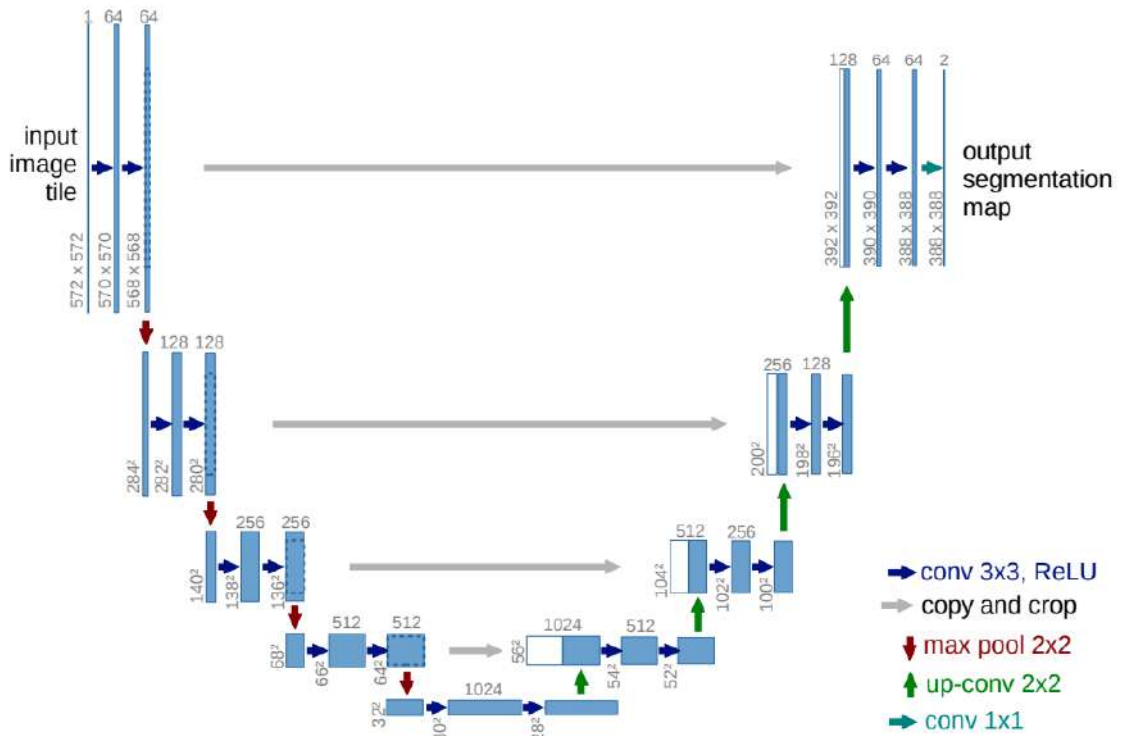 1 64 64
input
image
tile
572 x 572
570 x 570
568 x 568
128 64 64 2
output
segmentation
map
392 x 392
390 x 390
388 x 388
388 x 388
128 128
284²
282²
280²
256 128
200²
198²
196²
256 256
140²
138²
136²
512 256
104²
102²
100²
512 512
68²
66²
64²
1024 512
56²
54²
52²
1024
conv 3x3, ReLU
copy and crop
max pool 2x2
up-conv 2x2
conv 1x1